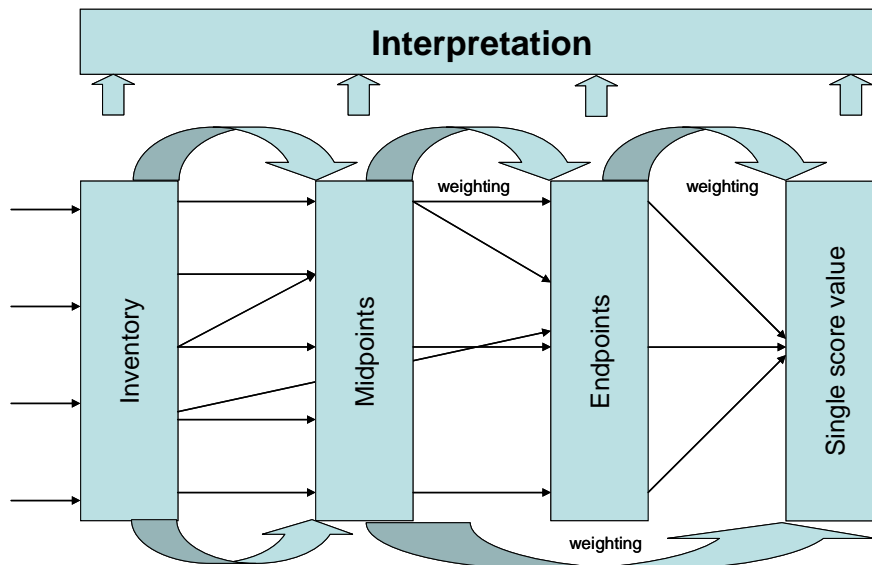 Interpretation
weighting
weighting
Inventory
Midpoints
Endpoints
Single score value
weighting